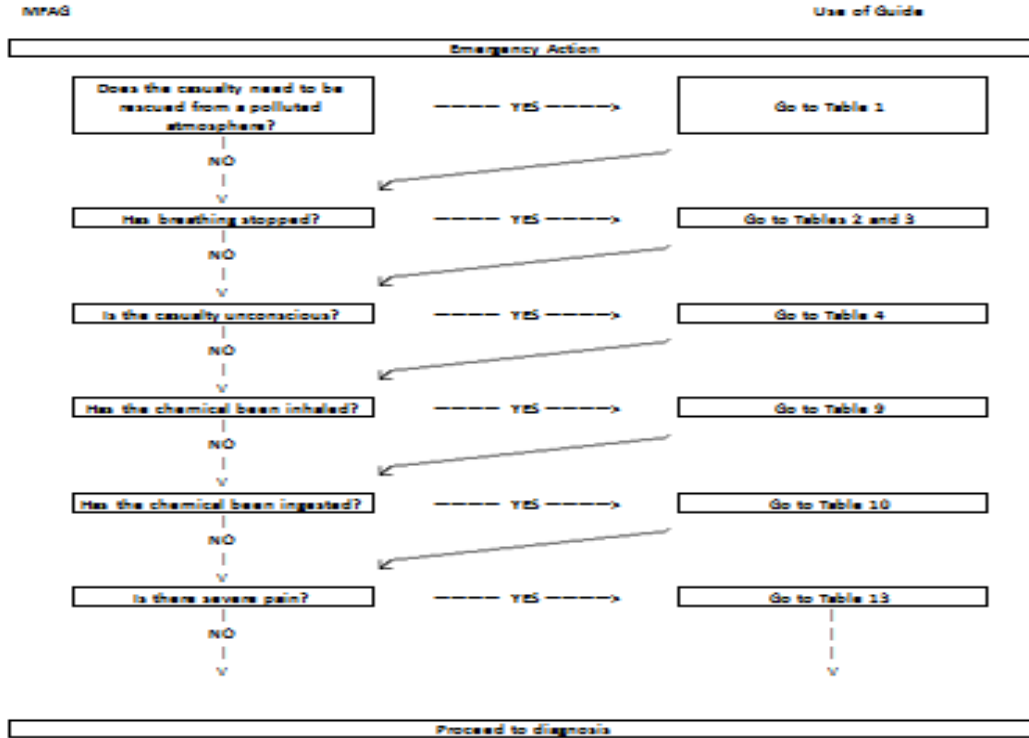 MFAG Use of Guide
Emergency Action
Does the casualty need to be
rescued from a polluted
atmosphere?
YES
Go to Table 1
NO
Has breathing stopped?
YES
Go to Tables 2 and 3
NO
Is the casualty unconscious?
YES
Go to Table 4
NO
Has the chemical been inhaled?
YES
Go to Table 9
NO
Has the chemical been ingested?
YES
Go to Table 10
NO
Is there severe pain?
YES
Go to Table 13
NO
Proceed to diagnosis